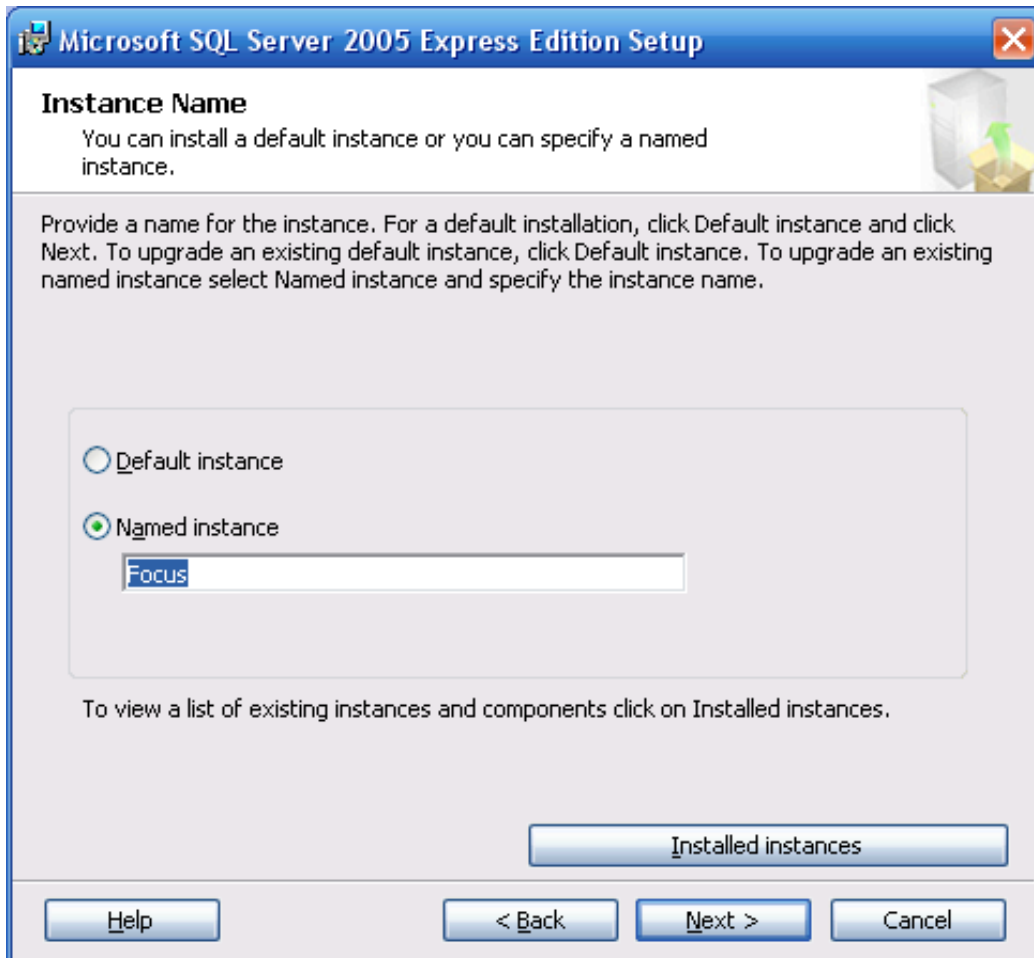 Microsoft SQL Server 2005 Express Edition Setup
Instance Name
You can install a default instance or you can specify a named
instance.
Provide a name for the instance. For a default installation, click Default instance and click
Next. To upgrade an existing default instance, click Default instance. To upgrade an existing
named instance select Named instance and specify the instance name.
Default instance
Named instance
Focus
To view a list of existing instances and components click on Installed instances.
Installed instances
Help
< Back
Next >
Cancel